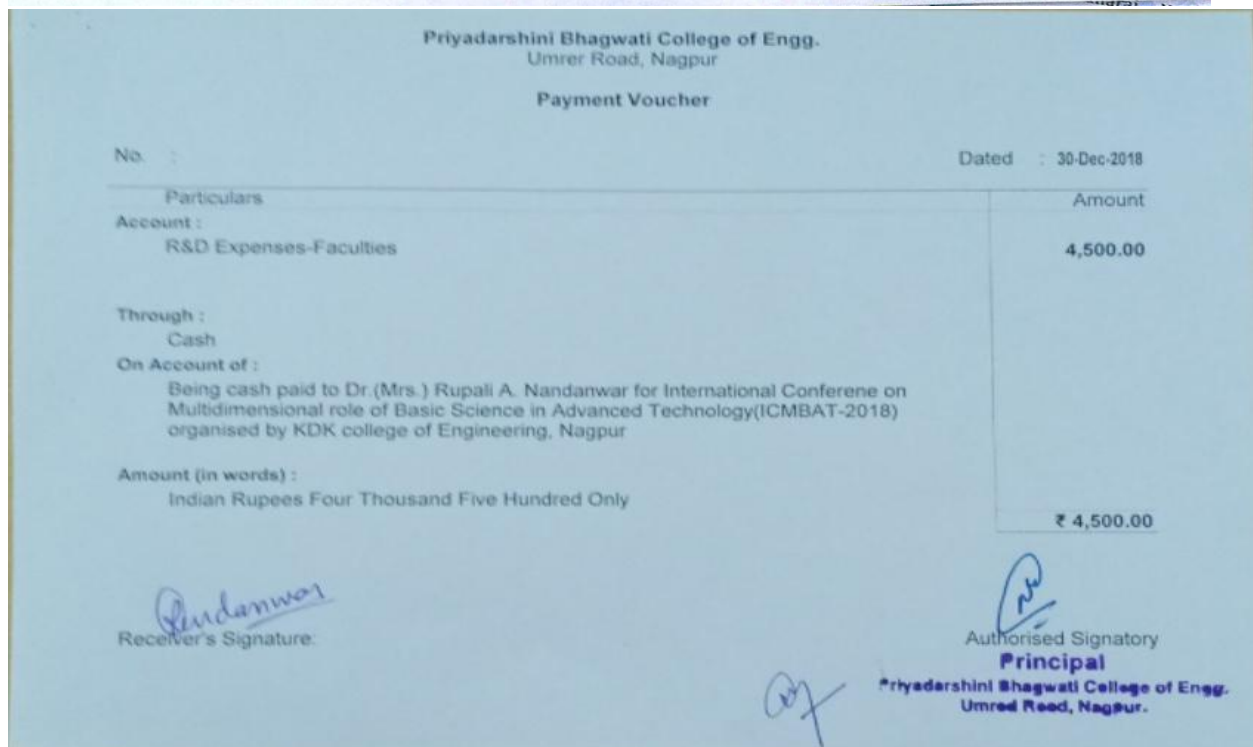 Priyadarshini Bhagwati College of Engg.
Umrer Road, Nagpur
Payment Voucher
No. :
Dated : 30-Dec-2018
Particulars Amount
Account :
R&D Expenses-Faculties 4,500.00
Through :
Cash
On Account of :
Being cash paid to Dr.(Mrs.) Rupali A. Nandanwar for International Conferene on
Multidimensional role of Basic Science in Advanced Technology(ICMBAT-2018)
organised by KDK college of Engineering, Nagpur
Amount (in words) :
Indian Rupees Four Thousand Five Hundred Only
₹ 4,500.00
Receiver's Signature:
Authorised Signatory
Principal
Priyadarshini Bhagwati College of Engg.
Umred Road, Nagpur.